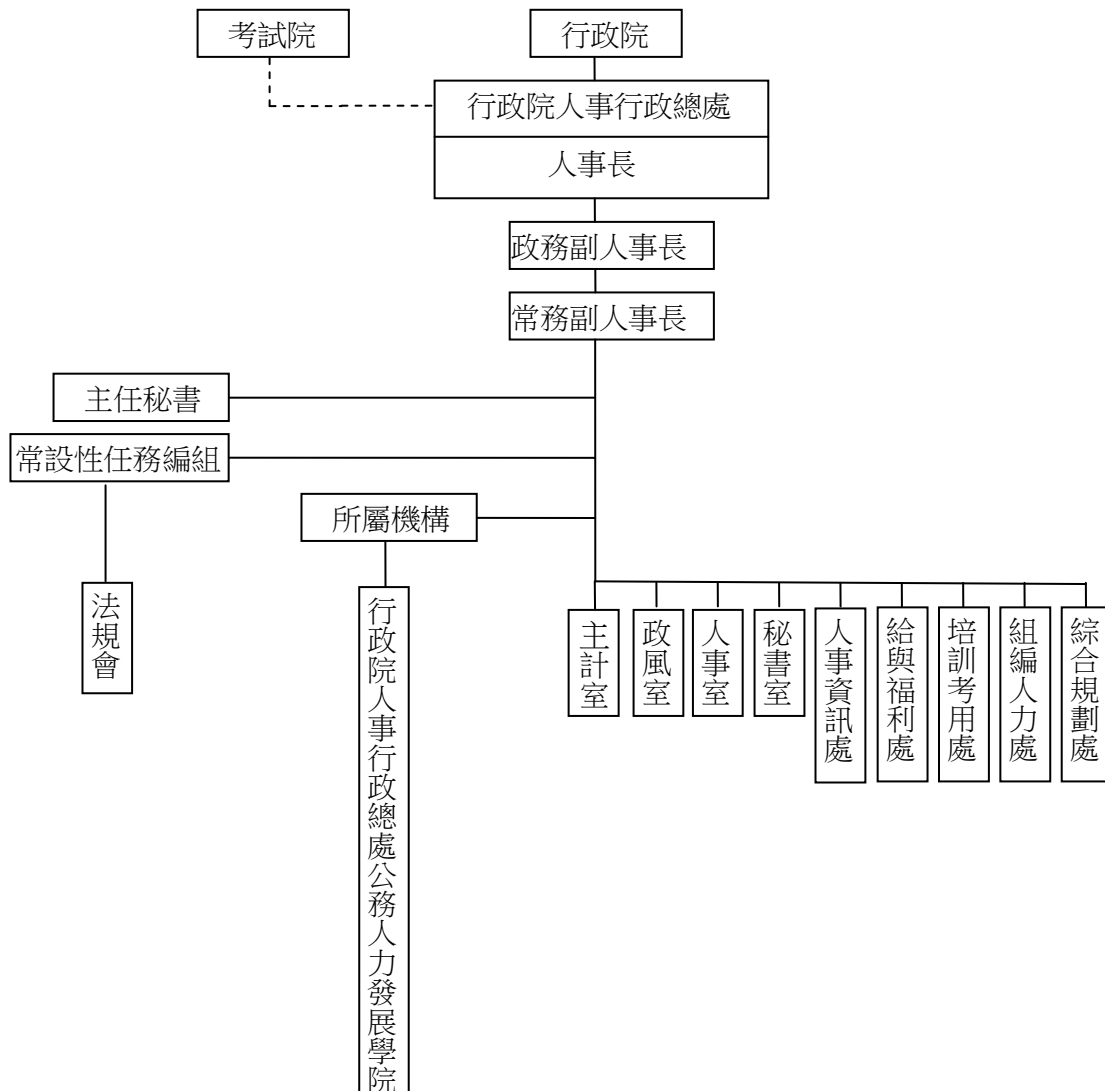 考試院
行政院
行政院人事行政總處
人事長
政務副人事長
常務副人事長
主任秘書
常設性任務編組
所屬機構
法規會
行政院人事行政總處公務人力發展學院
主計室
政風室
人事室
秘書室
人事資訊處
給與福利處
培訓考用處
組編人力處
綜合規劃處